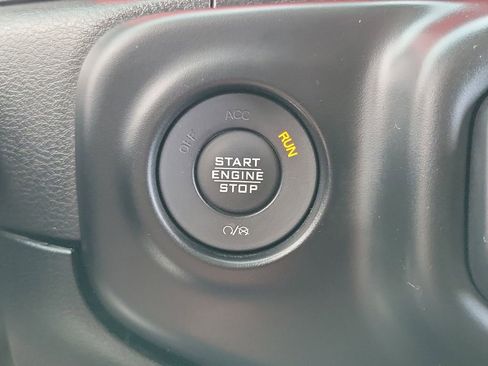 ACC
OFF
RUN
START
ENGINE
STOP